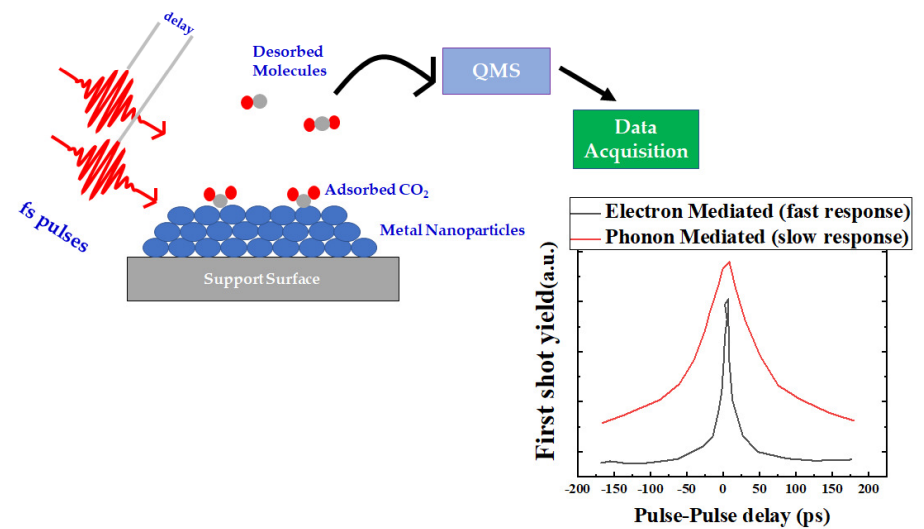 delay
Desorbed
Molecules
QMS
Data
Acquisition
fs pulses
Adsorbed CO₂
Metal Nanoparticles
Support Surface
Electron Mediated (fast response)
Phonon Mediated (slow response)
First shot yield(a.u.)
-200 -150 -100 -50 0 50 100 150 200
Pulse-Pulse delay (ps)